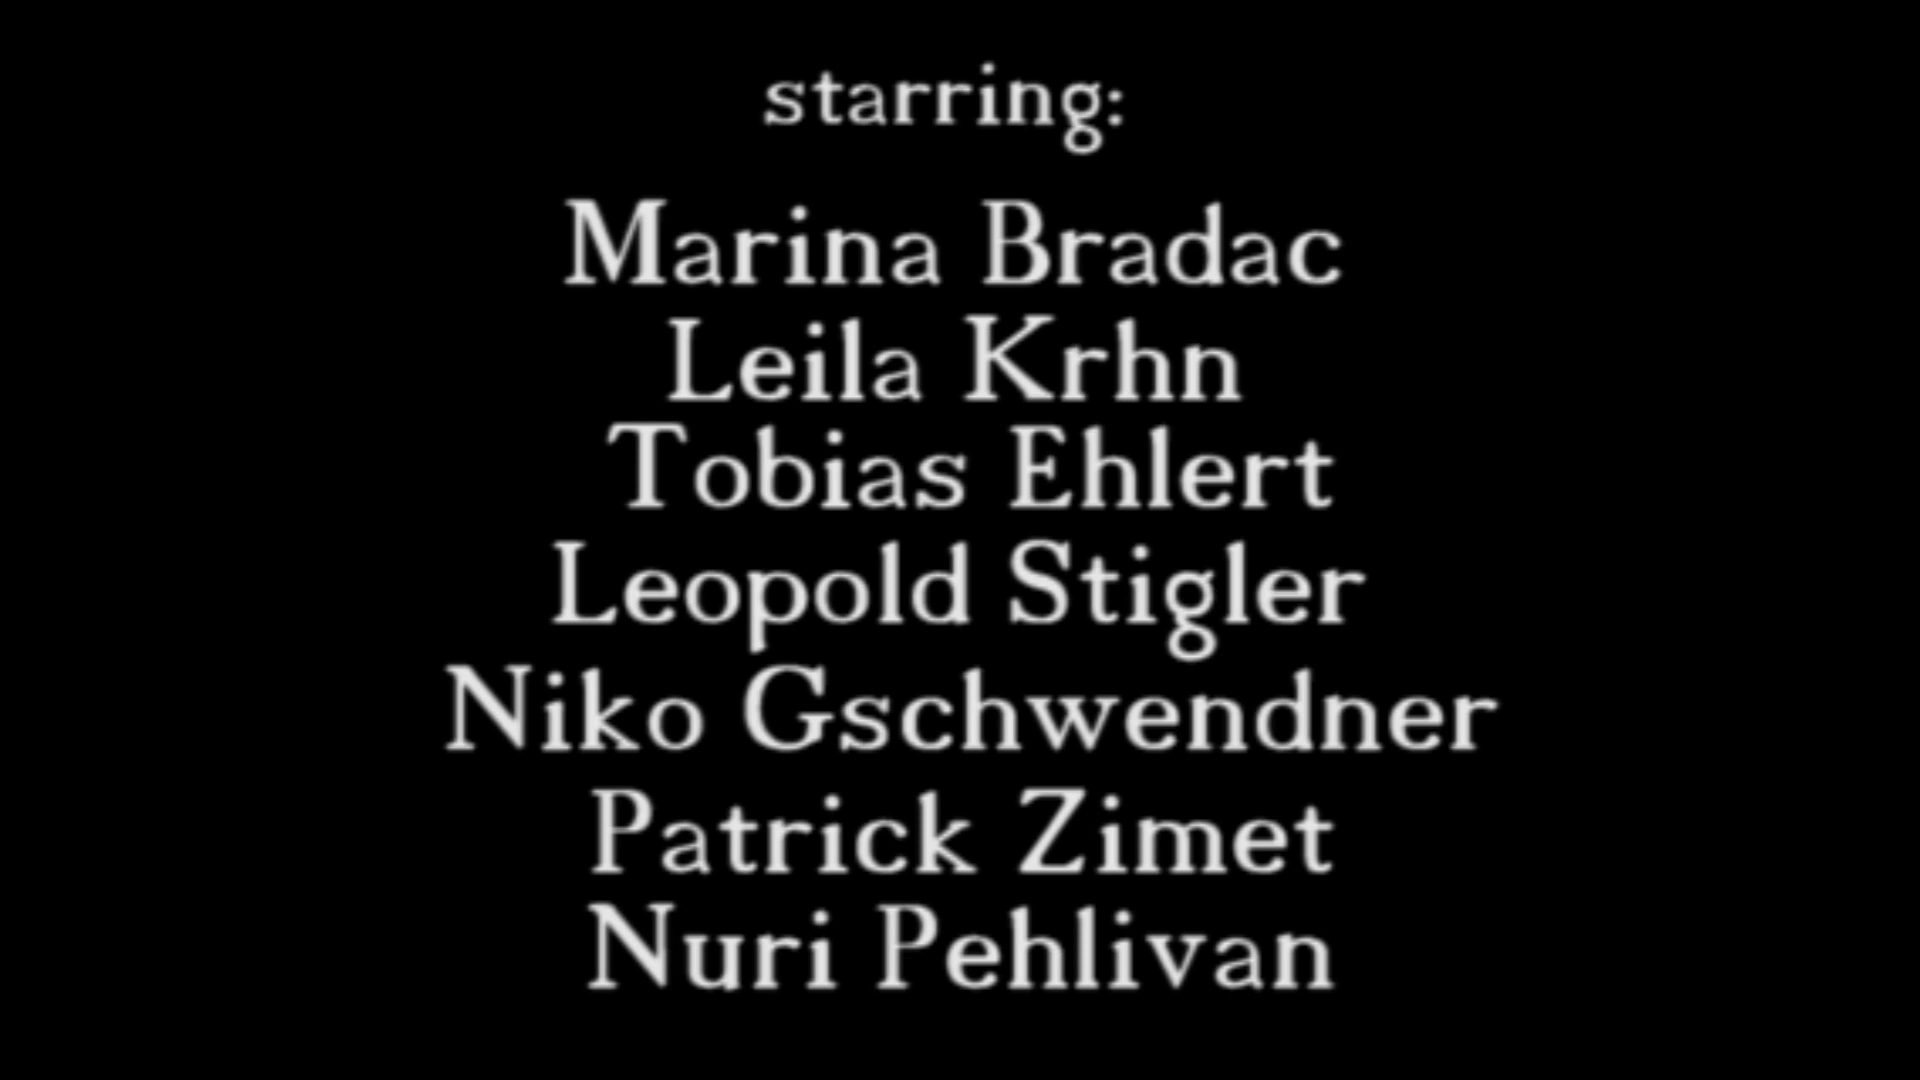 starring:
Marina Bradac
Leila Krhn
Tobias Ehlert
Leopold Stigler
Niko Gschwendner
Patrick Zimet
Nuri Pehlivan